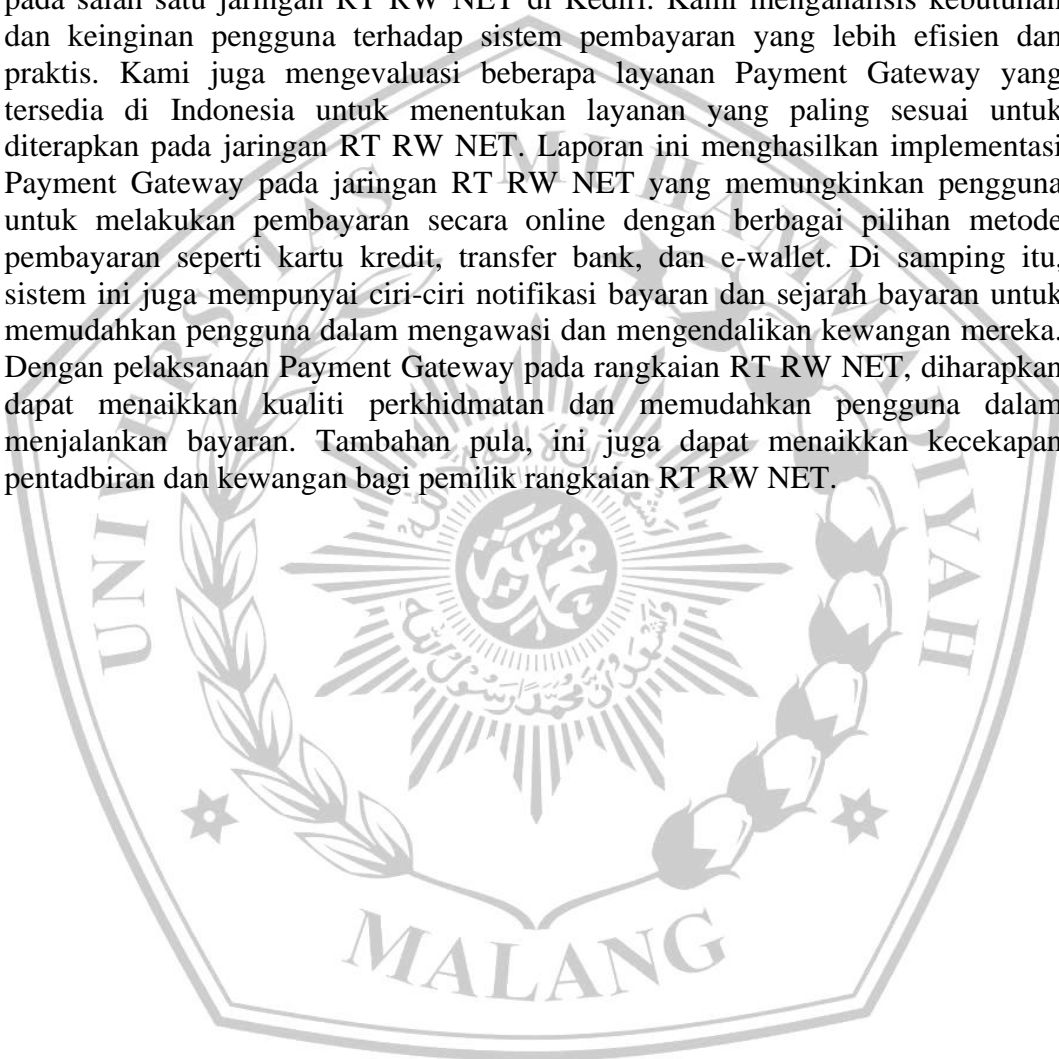 pada salah satu jaringan RT RW NET di Kediri. Kami menganalisis kebutuhan
dan keinginan pengguna terhadap sistem pembayaran yang lebih efisien dan
praktis. Kami juga mengevaluasi beberapa layanan Payment Gateway yang
tersedia di Indonesia untuk menentukan layanan yang paling sesuai untuk
diterapkan pada jaringan RT RW NET. Laporan ini menghasilkan implementasi
Payment Gateway pada jaringan RT RW NET yang memungkinkan pengguna
untuk melakukan pembayaran secara online dengan berbagai pilihan metode
pembayaran seperti kartu kredit, transfer bank, dan e-wallet. Di samping itu,
sistem ini juga mempunyai ciri-ciri notifikasi bayaran dan sejarah bayaran untuk
memudahkan pengguna dalam mengawasi dan mengendalikan kewangan mereka.
Dengan pelaksanaan Payment Gateway pada rangkaian RT RW NET, diharapkan
dapat menaikkan kualiti perkhidmatan dan memudahkan pengguna dalam
menjalankan bayaran. Tambahan pula, ini juga dapat menaikkan kecekapan
pentadbiran dan kewangan bagi pemilik rangkaian RT RW NET.
UNIVERSITAS MUHAMMADIYAH
MALANG